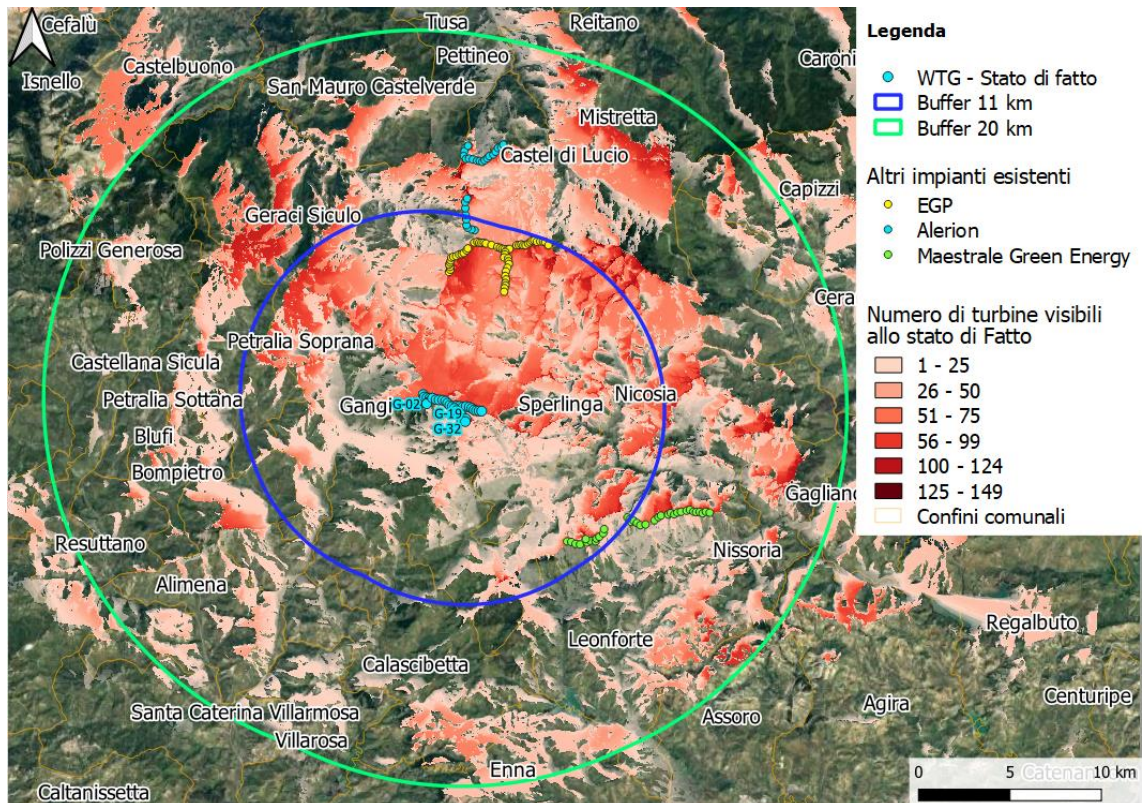 Cefalù
Tusa
Reitano
Pettineo
Caroni
Castelbuono
Isnello
San Mauro Castelverde
Mistretta
Castel di Lucio
Capizzi
Geraci Siculo
Polizzi Generosa
Cera
Petralia Soprana
Castellana Sicula
Petralia Sottana
Nicosia
Gangi
G-02
Sperlinga
G-19
G-32
Blufi
Bompietro
Gagliano
Resuttano
Nissoria
Alimena
Leonforte
Regalbuto
Calascibetta
Centuripe
Agira
Santa Caterina Villarmosa
Assoro
Villarosa
Enna
Caltanissetta
Catenan
Legenda
WTG - Stato di fatto
Buffer 11 km
Buffer 20 km
Altri impianti esistenti
EGP
Alerion
Maestrale Green Energy
Numero di turbine visibili
allo stato di Fatto
1 - 25
26 - 50
51 - 75
56 - 99
100 - 124
125 - 149
Confini comunali
0 5 10 km